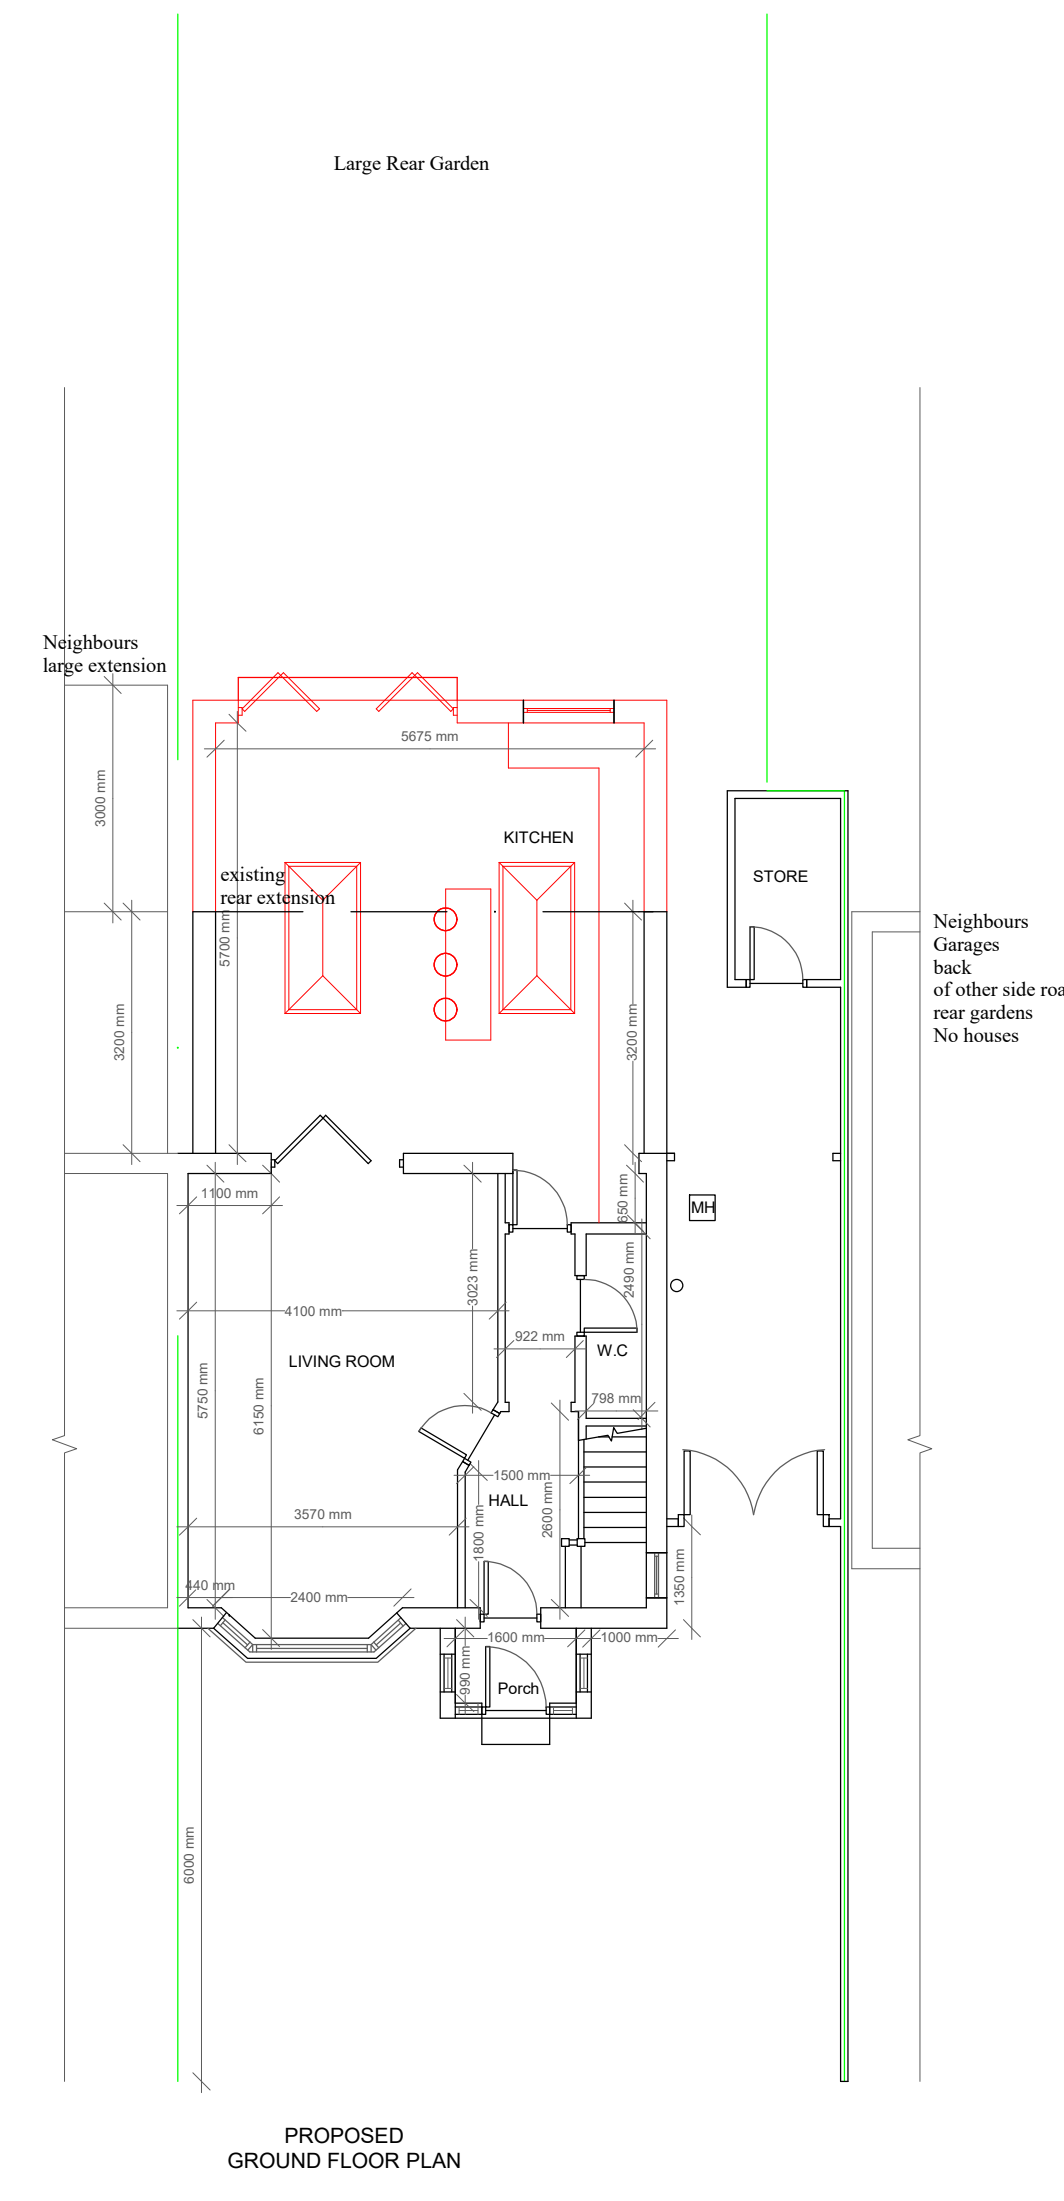 Large Rear Garden
Neighbours
large extension
5675 mm
3000 mm
KITCHEN
STORE
existing
rear extension
5700 mm
Neighbours
Garages
back
of other side roa
rear gardens
No houses
3200 mm
3200 mm
1100 mm
650 mm
MH
3023 mm
2490 mm
4100 mm
922 mm
W.C
LIVING ROOM
5750 mm
6150 mm
798 mm
1500 mm
HALL
3570 mm
2600 mm
1800 mm
1350 mm
440 mm
2400 mm
1600 mm
1000 mm
990 mm
Porch
6000 mm
PROPOSED
GROUND FLOOR PLAN